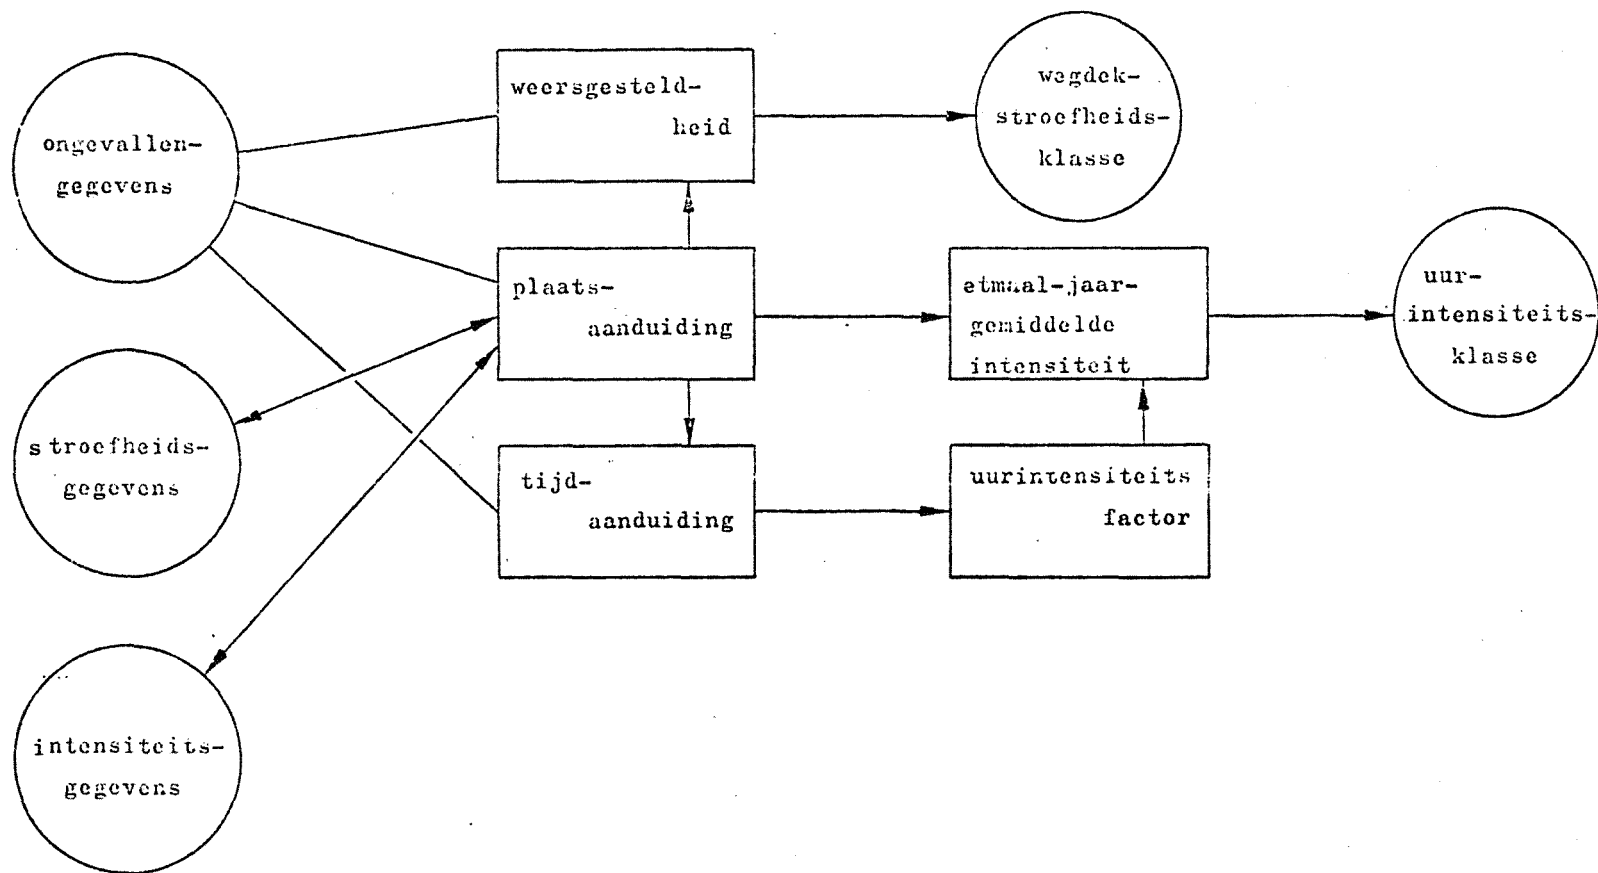 ongevallen-
gegevens
stroefheids-
gegevens
intensiteits-
gegevens
weersgesteld-
heid
plaats-
aanduiding
tijd-
aanduiding
wegdek-
stroefheids-
klasse
etmaal-jaar-
gemiddelde
intensiteit
uurintensiteits
factor
uur-
intensiteits-
klasse